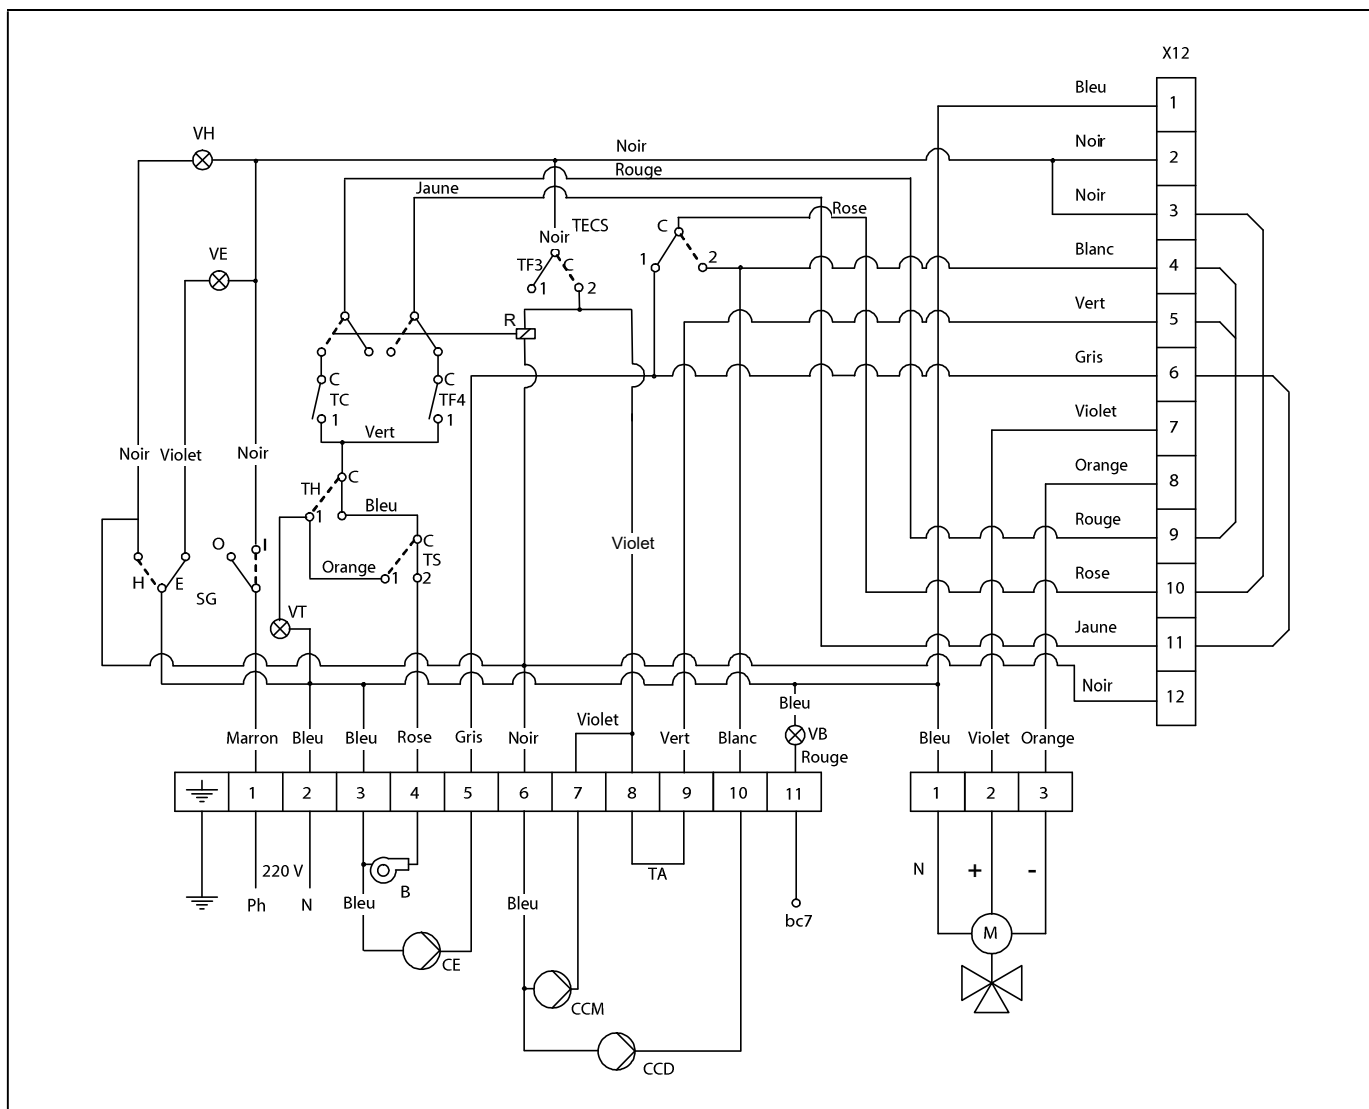 X12
Bleu
1
VH
Noir
Noir
2
Rouge
Jaune
Noir
3
Rose
TECS
Noir
C
VE
TF3
C
1
2
1
2
Blanc
4
R
Vert
5
Gris
6
C
C
TC
TF4
1
1
Vert
Violet
7
Noir
Violet
Noir
TH
C
1
Bleu
Orange
8
Rouge
9
O
I
C
TS
Violet
Orange
1
2
H
E
SG
Rose
10
VT
Jaune
11
Noir
12
Bleu
VB
Rouge
Marron
Bleu
Bleu
Rose
Gris
Noir
Violet
Vert
Blanc
Bleu
Violet
Orange
1
2
3
4
5
6
7
8
9
10
11
1
2
3
220 V
Ph
N
B
Bleu
Bleu
TA
bc7
N
+
-
M
CE
CCM
CCD